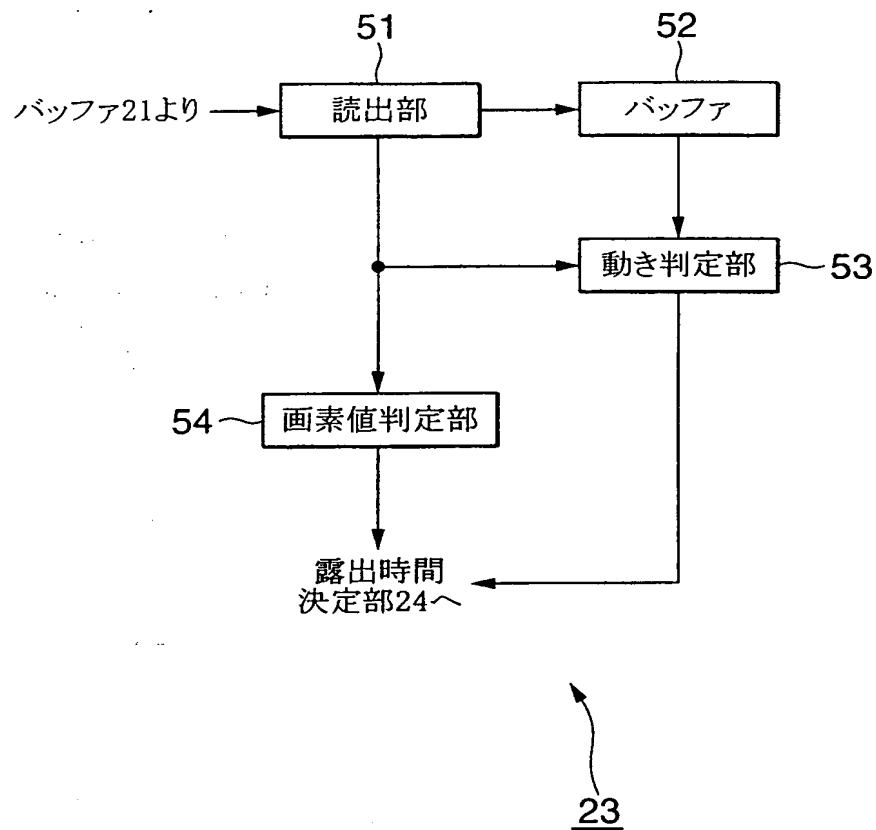 51
52
バッファ21より
読出部
バッファ
動き判定部
53
54
画素値判定部
露出時間
決定部24へ
23